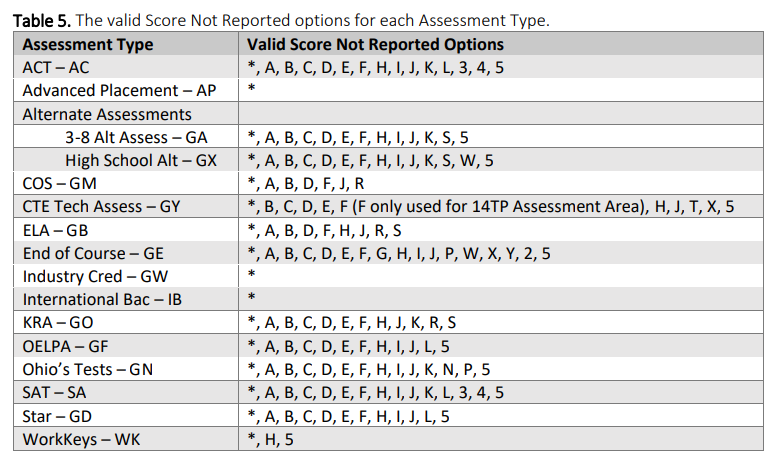 Table 5. The valid Score Not Reported options for each Assessment Type.
Assessment Type Valid Score Not Reported Options
ACT – AC *, A, B, C, D, E, F, H, I, J, K, L, 3, 4, 5
Advanced Placement – AP *
Alternate Assessments
3-8 Alt Assess – GA *, A, B, C, D, E, F, H, I, J, K, S, 5
High School Alt – GX *, A, B, C, D, E, F, H, I, J, K, S, W, 5
COS – GM *, A, B, D, F, J, R
CTE Tech Assess – GY *, B, C, D, E, F (F only used for 14TP Assessment Area), H, J, T, X, 5
ELA – GB *, A, B, D, F, H, J, R, S
End of Course – GE *, A, B, C, D, E, F, G, H, I, J, P, W, X, Y, 2, 5
Industry Cred – GW *
International Bac – IB *
KRA – GO *, A, B, C, D, E, F, H, J, K, R, S
OELPA – GF *, A, B, C, D, E, F, H, I, J, L, 5
Ohio’s Tests – GN *, A, B, C, D, E, F, H, I, J, K, N, P, 5
SAT – SA *, A, B, C, D, E, F, H, I, J, K, L, 3, 4, 5
Star – GD *, A, B, C, D, E, F, H, I, J, L, 5
WorkKeys – WK *, H, 5